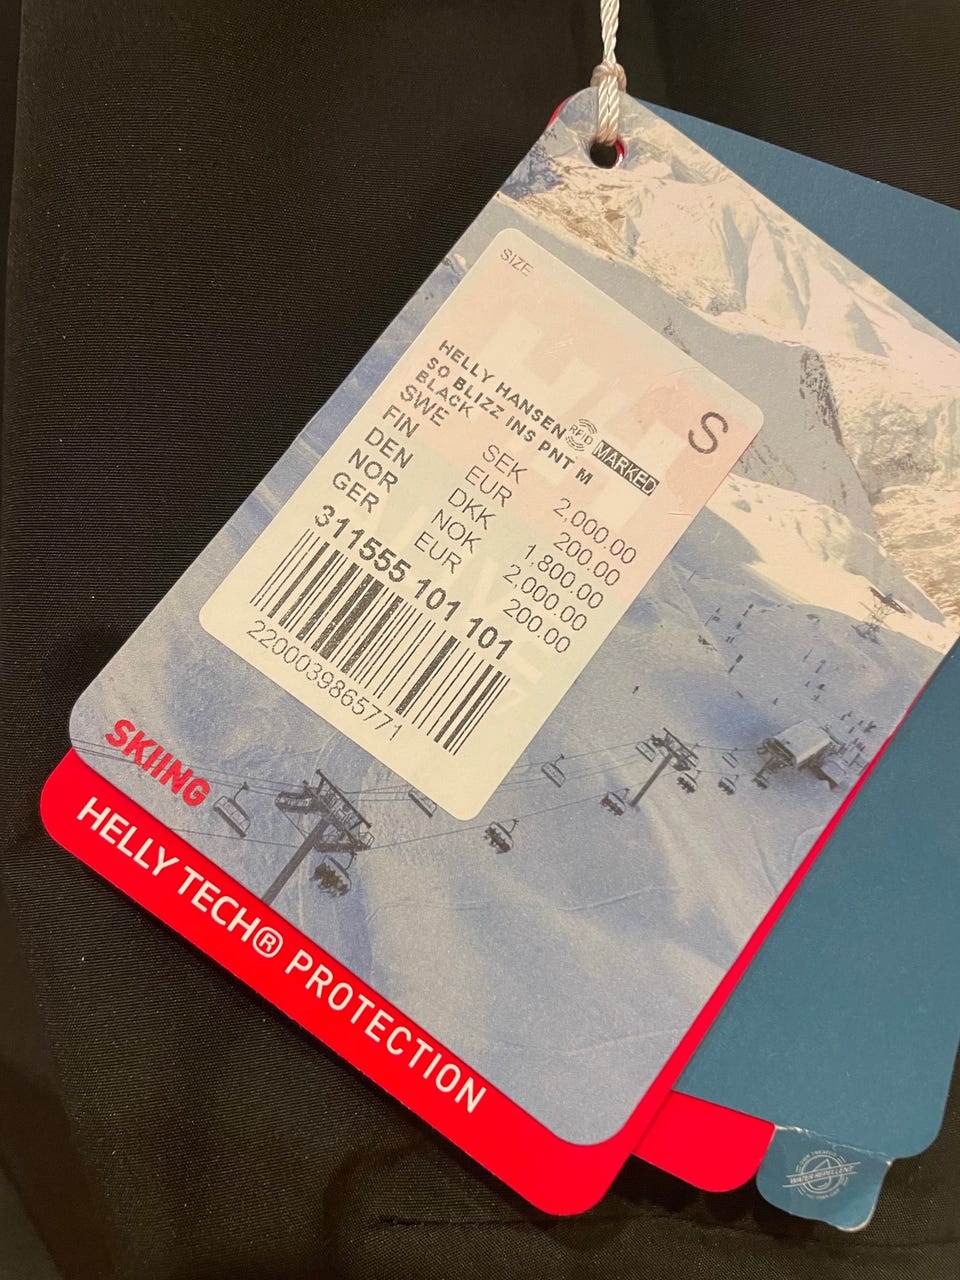 SIZE
S
HELLY HANSEN RFID MARKED
SO BLIZZ INS PNT M
BLACK
SWE SEK 2,000.00
FIN EUR 200.00
DEN DKK 1,800.00
NOR NOK 2,000.00
GER EUR 200.00
311555 101 101
2200039865771
SKIING
HELLY TECH® PROTECTION
WATER REPELLENT